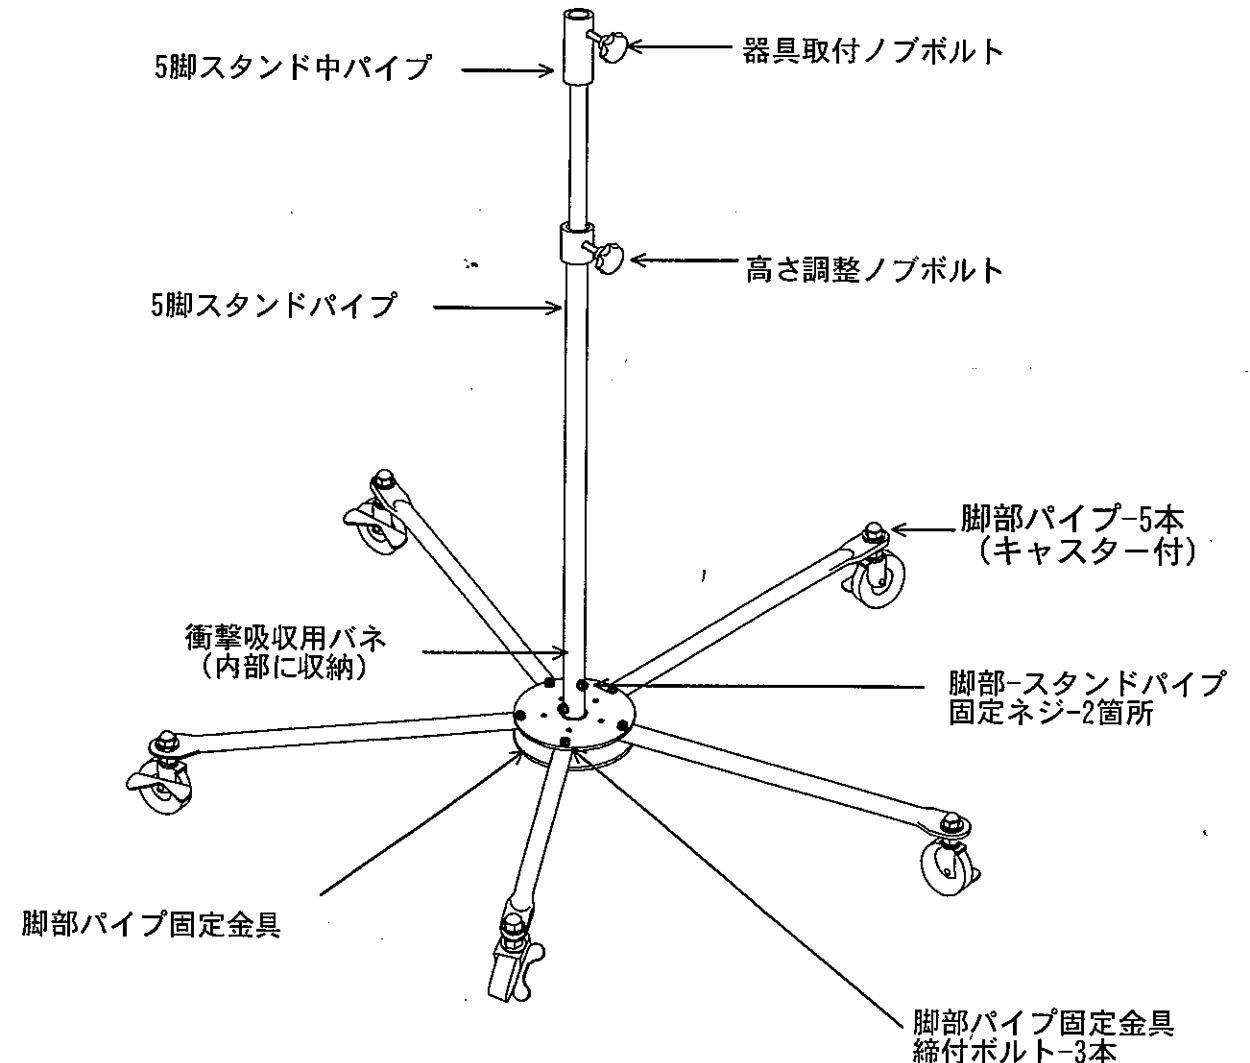 5脚スタンド中パイプ
器具取付ノブボルト
高さ調整ノブボルト
5脚スタンドパイプ
脚部パイプ-5本
(キャスター付)
衝撃吸収用バネ
(内部に収納)
脚部-スタンドパイプ
固定ネジ-2箇所
脚部パイプ固定金具
脚部パイプ固定金具
締付ボルト-3本